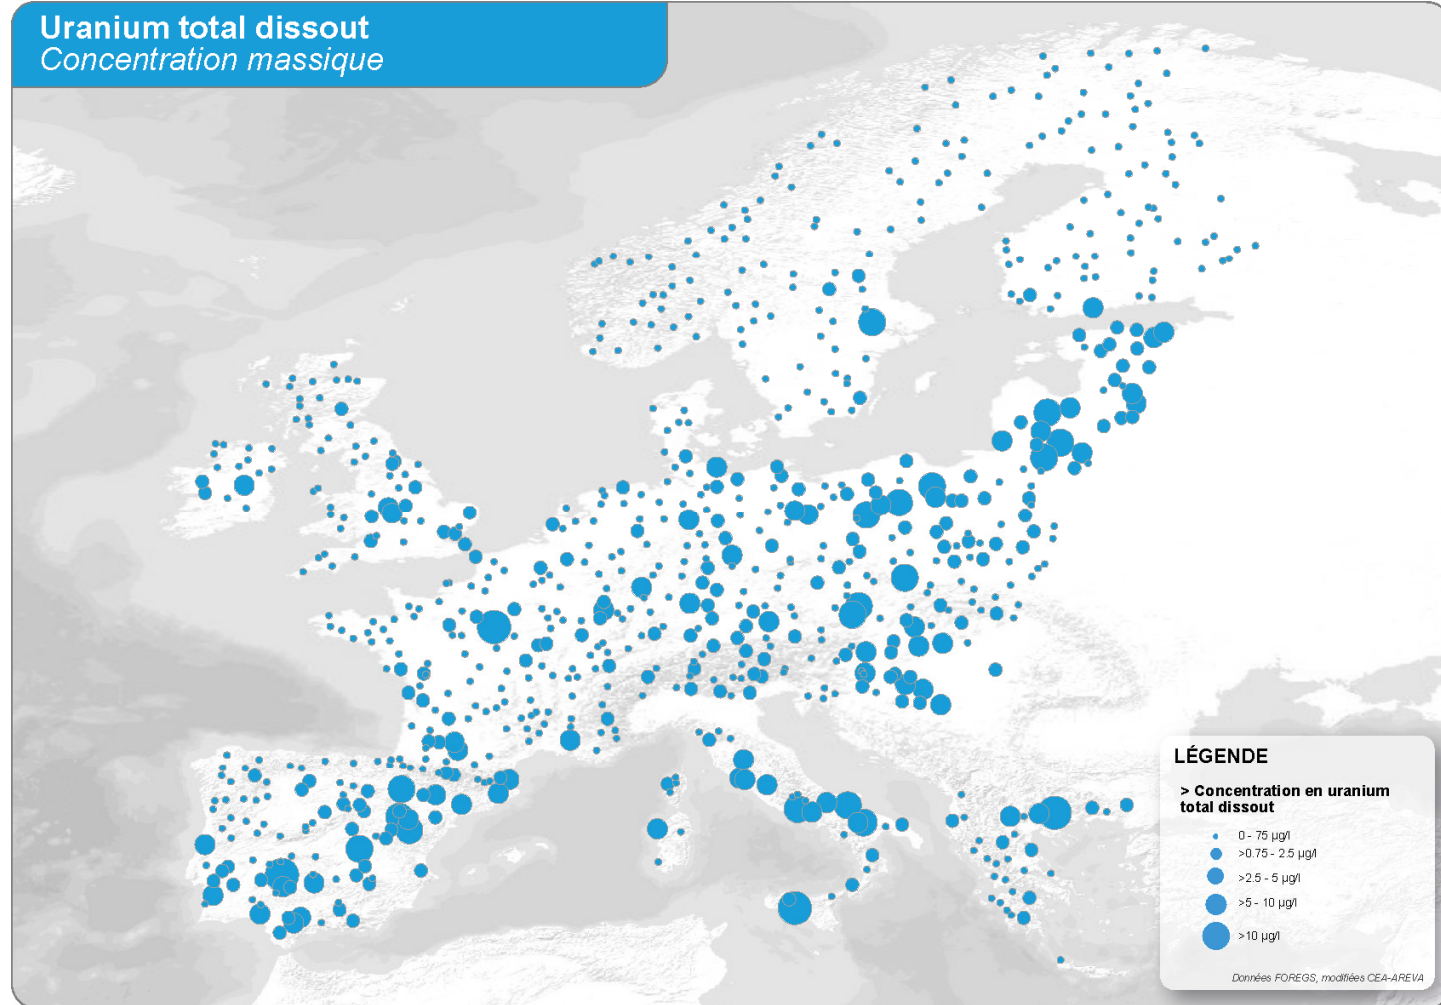 Uranium total dissout
Concentration massique
LÉGENDE
> Concentration en uranium
total dissout
0 - 75 µg/l
>0.75 - 2.5 µg/l
>2.5 - 5 µg/l
>5 - 10 µg/l
>10 µg/l
Données FOREGS, modifiées CEA-AREVA